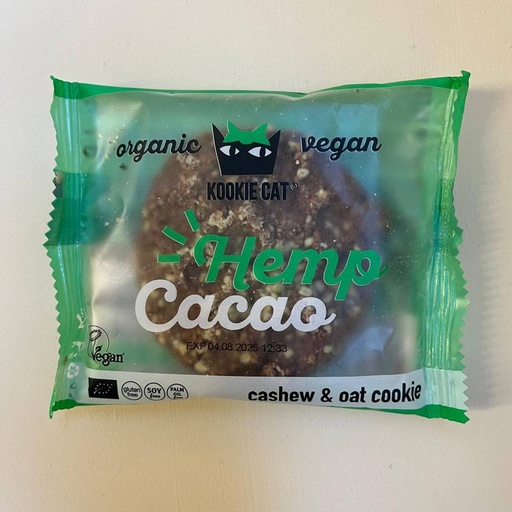 organic vegan
KOOKIE CAT®
Hemp
Cacao
EXP 04.08.2025 12:33
Vegan
gluten free SOY free PALM OIL free
cashew & oat cookie